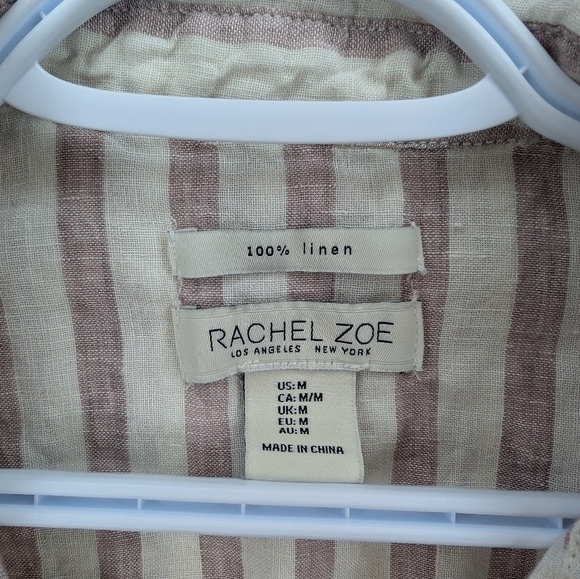 100% linen
RACHEL ZOE
LOS ANGELES NEW YORK
US: M
CA: M/M
UK: M
EU: M
AU: M
MADE IN CHINA